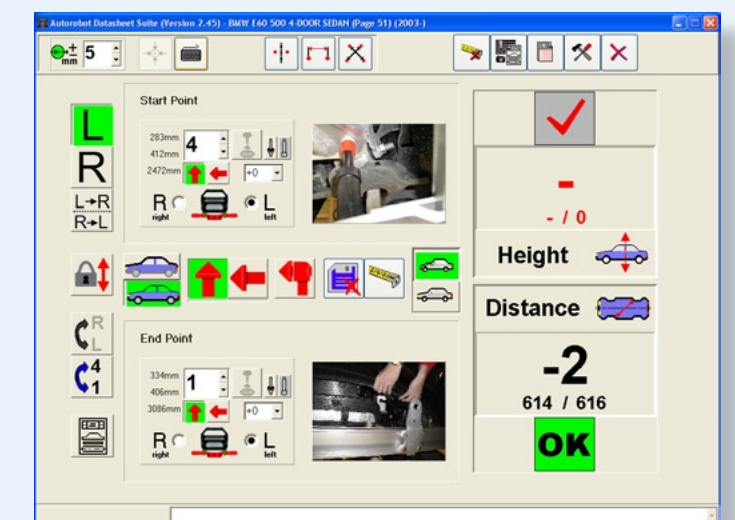 Autorobot Datasheet Suite (Version 2.45) - BMW E60 500 4-DOOR SEDAN (Page 51) (2003-)
± mm 5
Start Point
L
R
L→R
R→L
283mm
412mm
2472mm
4
+0
R right
L left
-
- / 0
Height
Distance
R
L
4
1
End Point
334mm
406mm
3086mm
1
+0
R right
L left
-2
614 / 616
OK